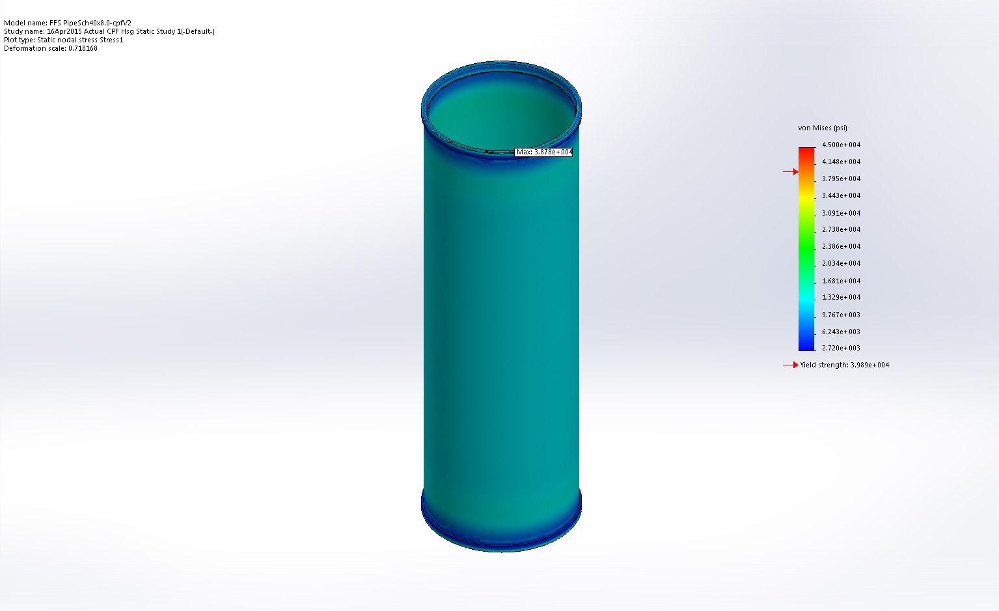 Model name: FFS PipeSch40x8.0-cpfV2
Study name: 16Apr2015 Actual CPF Hsg Static Study 1(-Default-)
Plot type: Static nodal stress Stress1
Deformation scale: 0.718168
von Mises (psi)
4.500e+004
4.148e+004
3.795e+004
3.443e+004
3.091e+004
2.738e+004
2.386e+004
2.034e+004
1.681e+004
1.329e+004
9.767e+003
6.243e+003
2.720e+003
Yield strength: 3.989e+004
Max: 3.878e+004